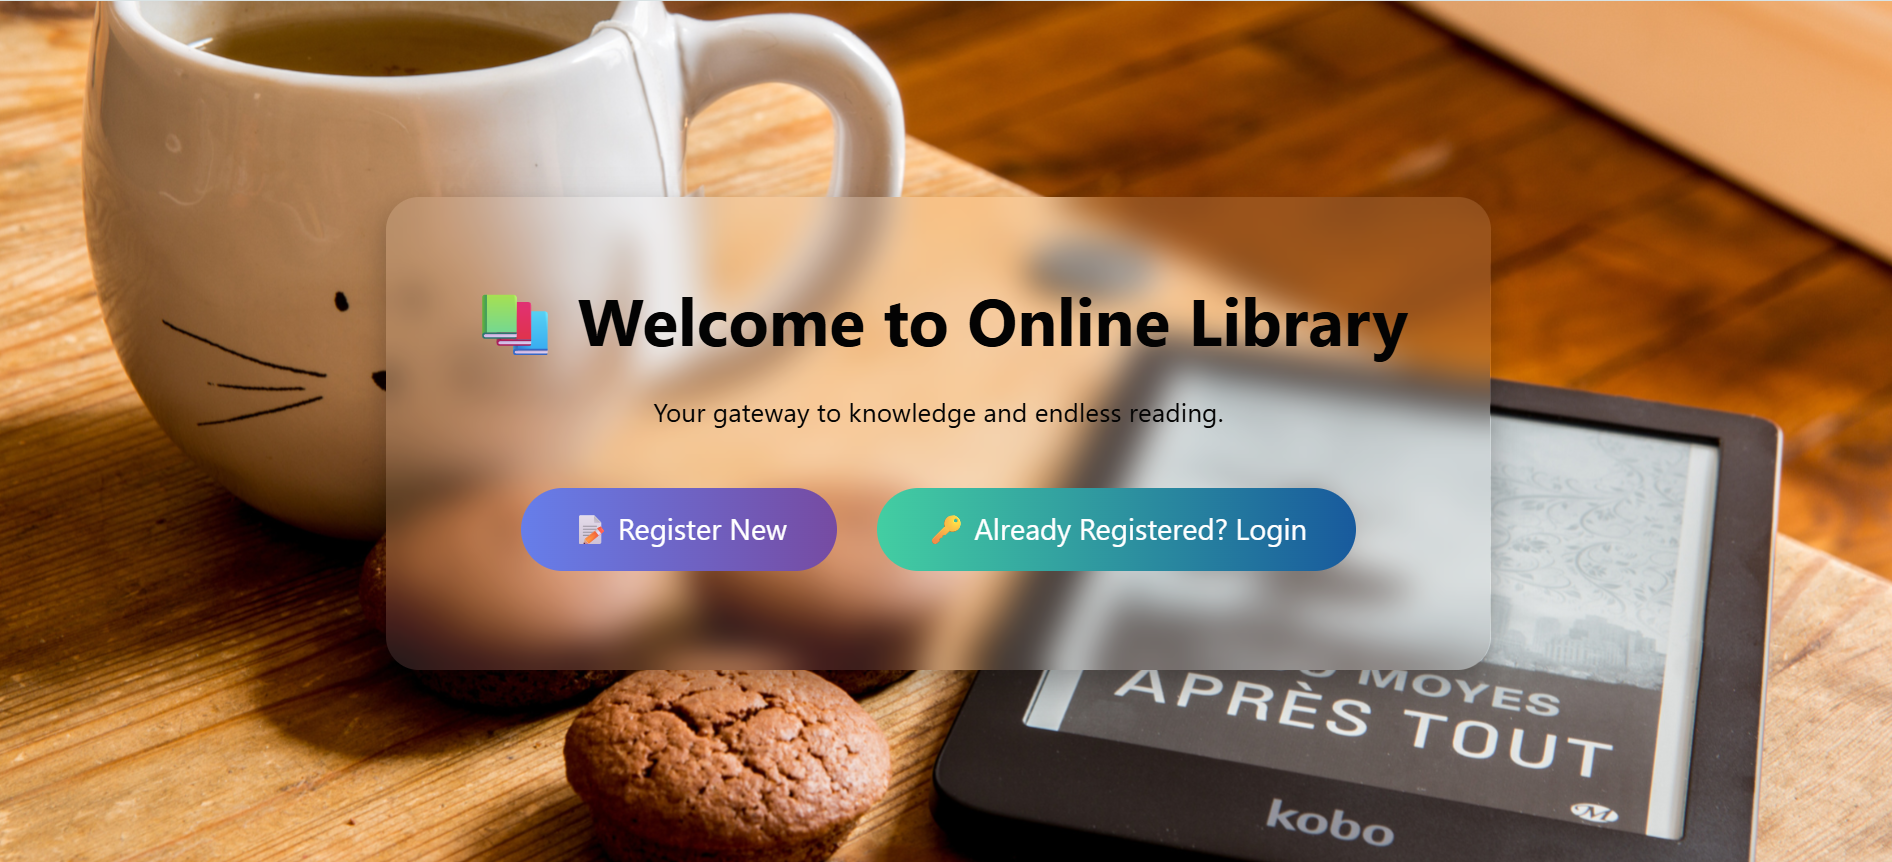 Welcome to Online Library
Your gateway to knowledge and endless reading.
Register New
Already Registered? Login
MOYES
APRÈS TOUT
M
kobo